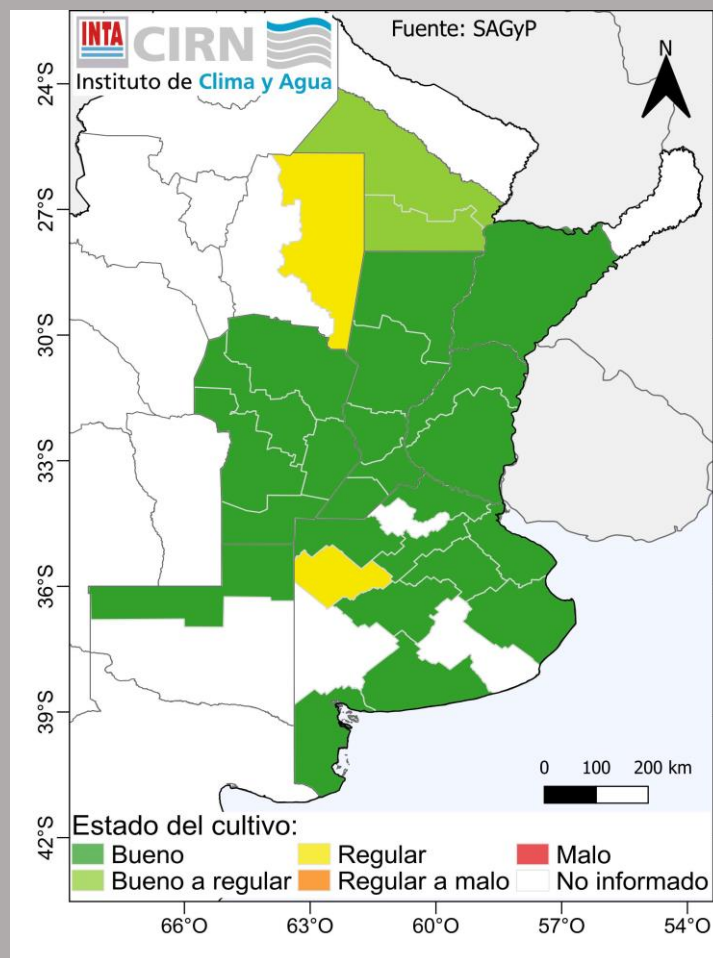 INTA CIRN
Instituto de Clima y Agua
Fuente: SAGyP
N
24°S
27°S
30°S
33°S
36°S
39°S
42°S
0 100 200 km
Estado del cultivo:
Bueno Regular Malo
Bueno a regular Regular a malo No informado
66°O 63°O 60°O 57°O 54°O